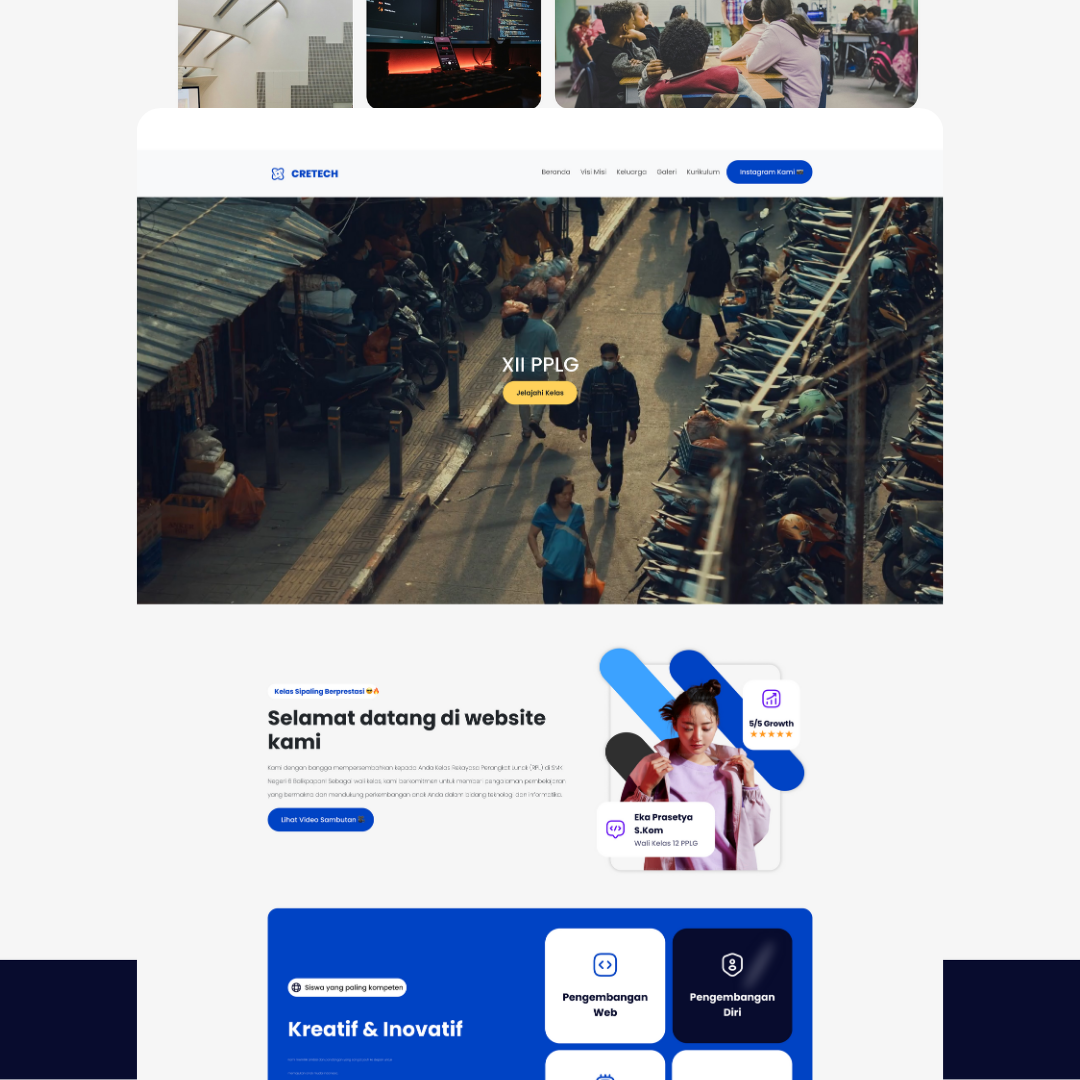 CRETECH
Beranda Visi Misi Keluarga Galeri Kurikulum Instagram Kami
XII PPLG
Jelajahi Kelas
Kelas Sipaling Berprestasi 😎🔥
Selamat datang di website
kami
Kami dengan bangga mempersembahkan kepada Anda Kelas Rekayasa Perangkat Lunak (RPL) di SMK
Negeri 6 Balikpapan! Sebagai wali kelas, kami berkomitmen untuk memberi pengalaman pembelajaran
yang bermakna dan mendukung perkembangan anak Anda dalam bidang teknologi dan informatika.
Lihat Video Sambutan
5/5 Growth
★★★★★
Eka Prasetya
S.Kom
Wali Kelas 12 PPLG
Siswa yang paling kompeten
Kreatif & Inovatif
Pengembangan
Web
Pengembangan
Diri